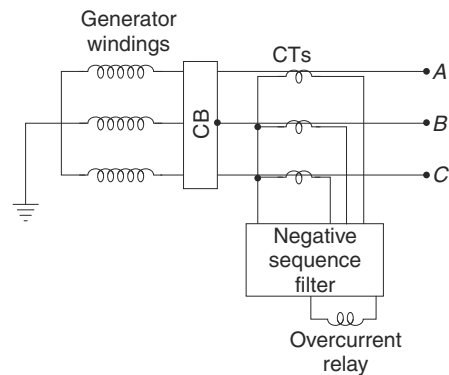 Generator
windings
CTs
A
CB
B
C
Negative
sequence
filter
Overcurrent
relay